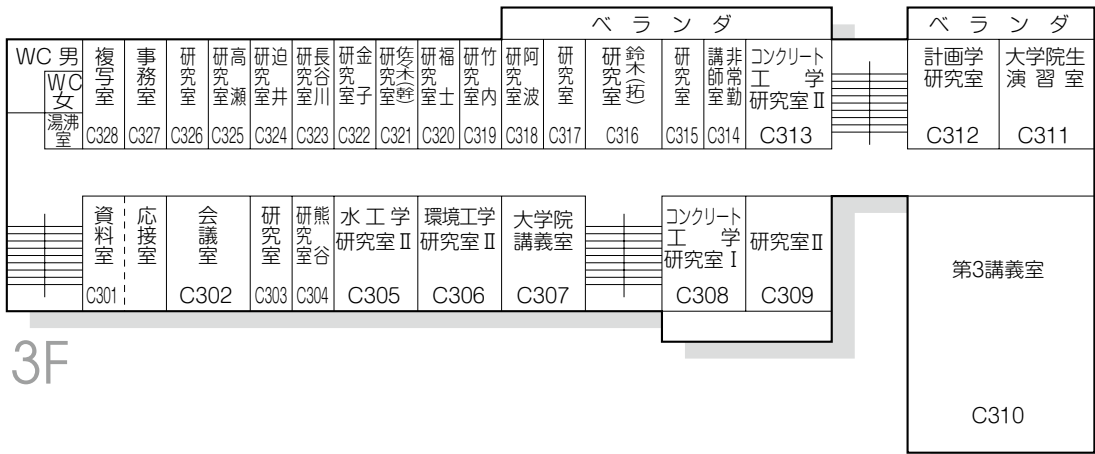 ベランダ
ベランダ
WC 男
WC
女
湯沸室
複写室
C328
事務室
C327
研究室
C326
高瀬研究室
C325
迫井研究室
C324
長谷川研究室
C323
金子研究室
C322
佐々木(幹)研究室
C321
福士研究室
C320
竹内研究室
C319
阿波研究室
C318
研究室
C317
鈴木(拓)研究室
C316
研究室
C315
非常勤講師室
C314
コンクリート
工学
研究室Ⅱ
C313
計画学
研究室
C312
大学院生
演習室
C311
資料室
C301
応接室
会議室
C302
研究室
C303
熊谷研究室
C304
水工学
研究室Ⅱ
C305
環境工学
研究室Ⅱ
C306
大学院
講義室
C307
コンクリート
工学
研究室Ⅰ
C308
研究室Ⅱ
C309
第3講義室
C310
3F